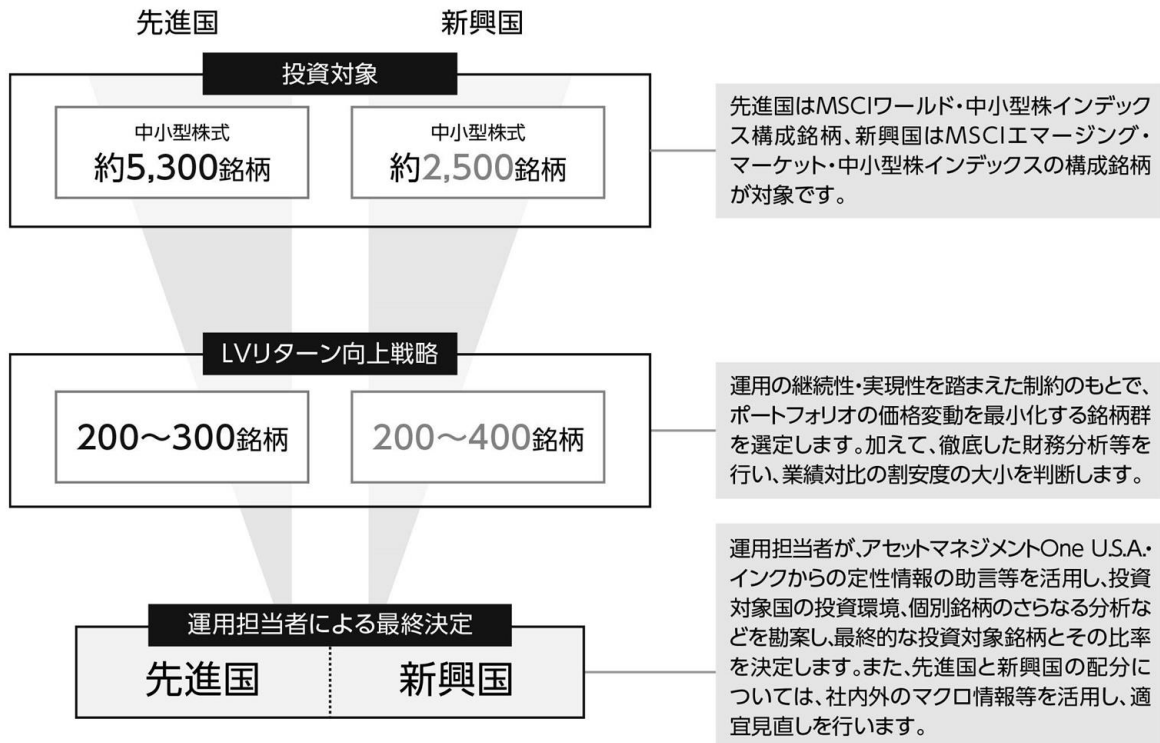 先進国
新興国
投資対象
中小型株式
約5,300銘柄
中小型株式
約2,500銘柄
先進国はMSCIワールド・中小型株インデック
ス構成銘柄、新興国はMSCIエマージング・
マーケット・中小型株インデックスの構成銘柄
が対象です。
LVリターン向上戦略
200～300銘柄
200～400銘柄
運用の継続性・実現性を踏まえた制約のもとで、
ポートフォリオの価格変動を最小化する銘柄群
を選定します。加えて、徹底した財務分析等を
行い、業績対比の割安度の大小を判断します。
運用担当者による最終決定
先進国
新興国
運用担当者が、アセットマネジメントOne U.S.A.・
インクからの定性情報の助言等を活用し、投資
対象国の投資環境、個別銘柄のさらなる分析な
どを勘案し、最終的な投資対象銘柄とその比率
を決定します。また、先進国と新興国の配分に
ついては、社内外のマクロ情報等を活用し、適
宜見直しを行います。